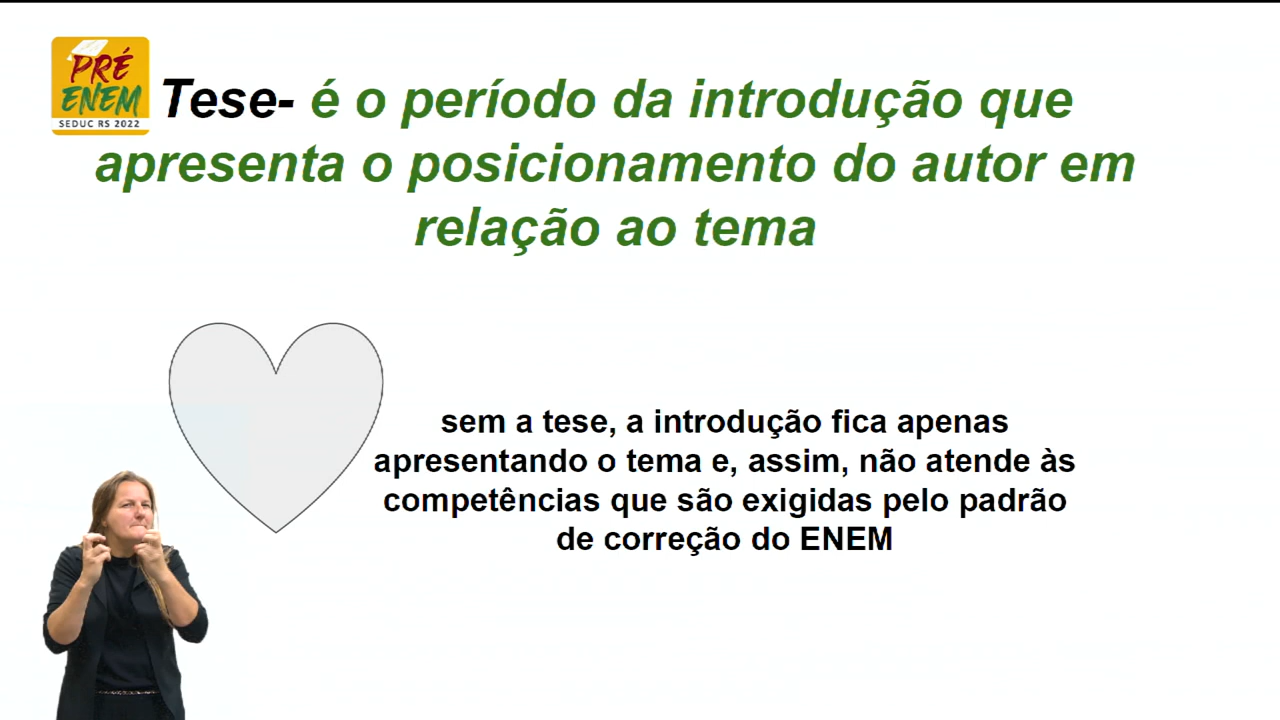 PRÉ
ENEM
SEDUC RS 2022
Tese- é o período da introdução que
apresenta o posicionamento do autor em
relação ao tema
sem a tese, a introdução fica apenas
apresentando o tema e, assim, não atende às
competências que são exigidas pelo padrão
de correção do ENEM